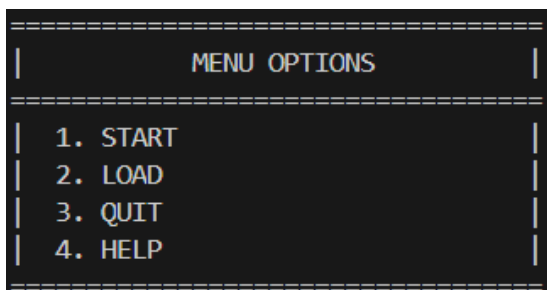 ===================================
|           MENU OPTIONS          |
===================================
|  1. START                       |
|  2. LOAD                        |
|  3. QUIT                        |
|  4. HELP                        |
===================================